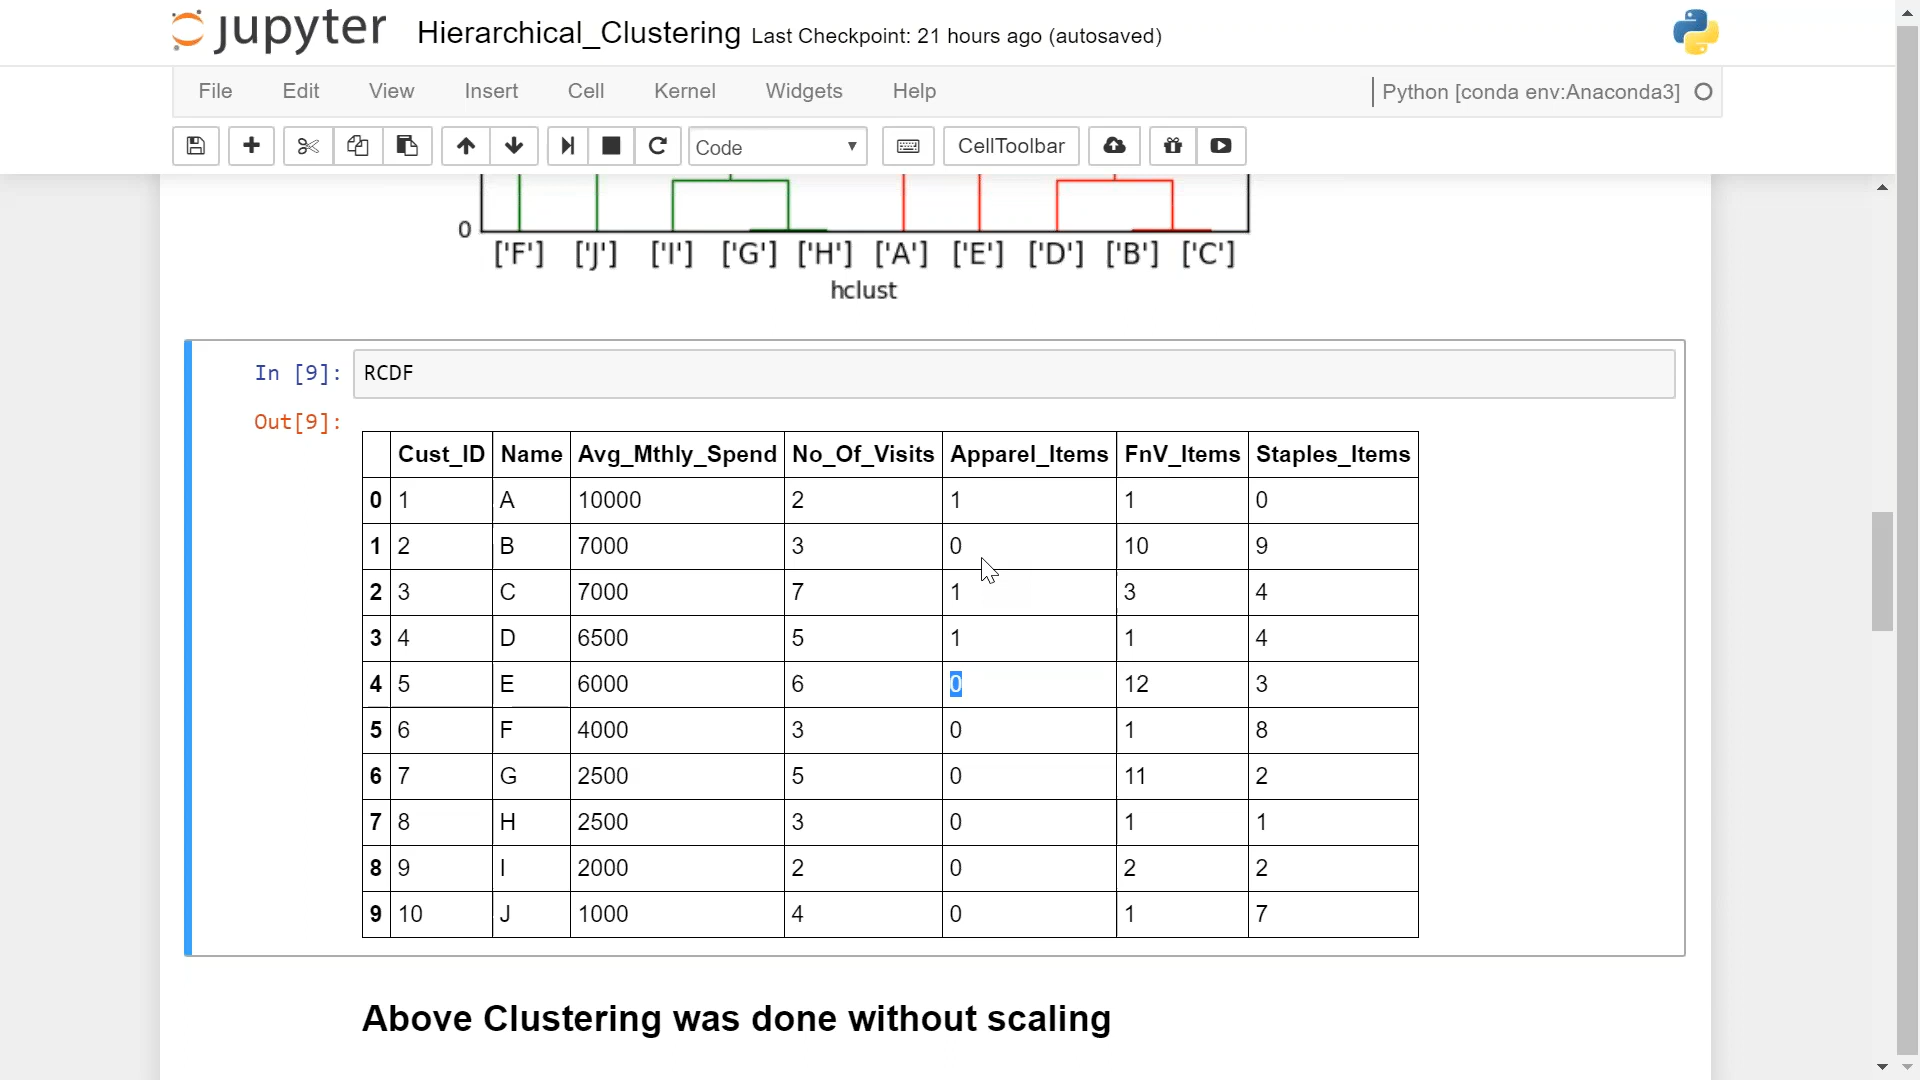 jupyter Hierarchical_Clustering Last Checkpoint: 21 hours ago (autosaved)
File Edit View Insert Cell Kernel Widgets Help Python [conda env:Anaconda3]
Code CellToolbar
0
['F'] ['J'] ['I'] ['G'] ['H'] ['A'] ['E'] ['D'] ['B'] ['C']
hclust
In [9]: RCDF
Out[9]:
Cust_ID Name Avg_Mthly_Spend No_Of_Visits Apparel_Items FnV_Items Staples_Items
0 1 A 10000 2 1 1 0
1 2 B 7000 3 0 10 9
2 3 C 7000 7 1 3 4
3 4 D 6500 5 1 1 4
4 5 E 6000 6 0 12 3
5 6 F 4000 3 0 1 8
6 7 G 2500 5 0 11 2
7 8 H 2500 3 0 1 1
8 9 I 2000 2 0 2 2
9 10 J 1000 4 0 1 7
Above Clustering was done without scaling